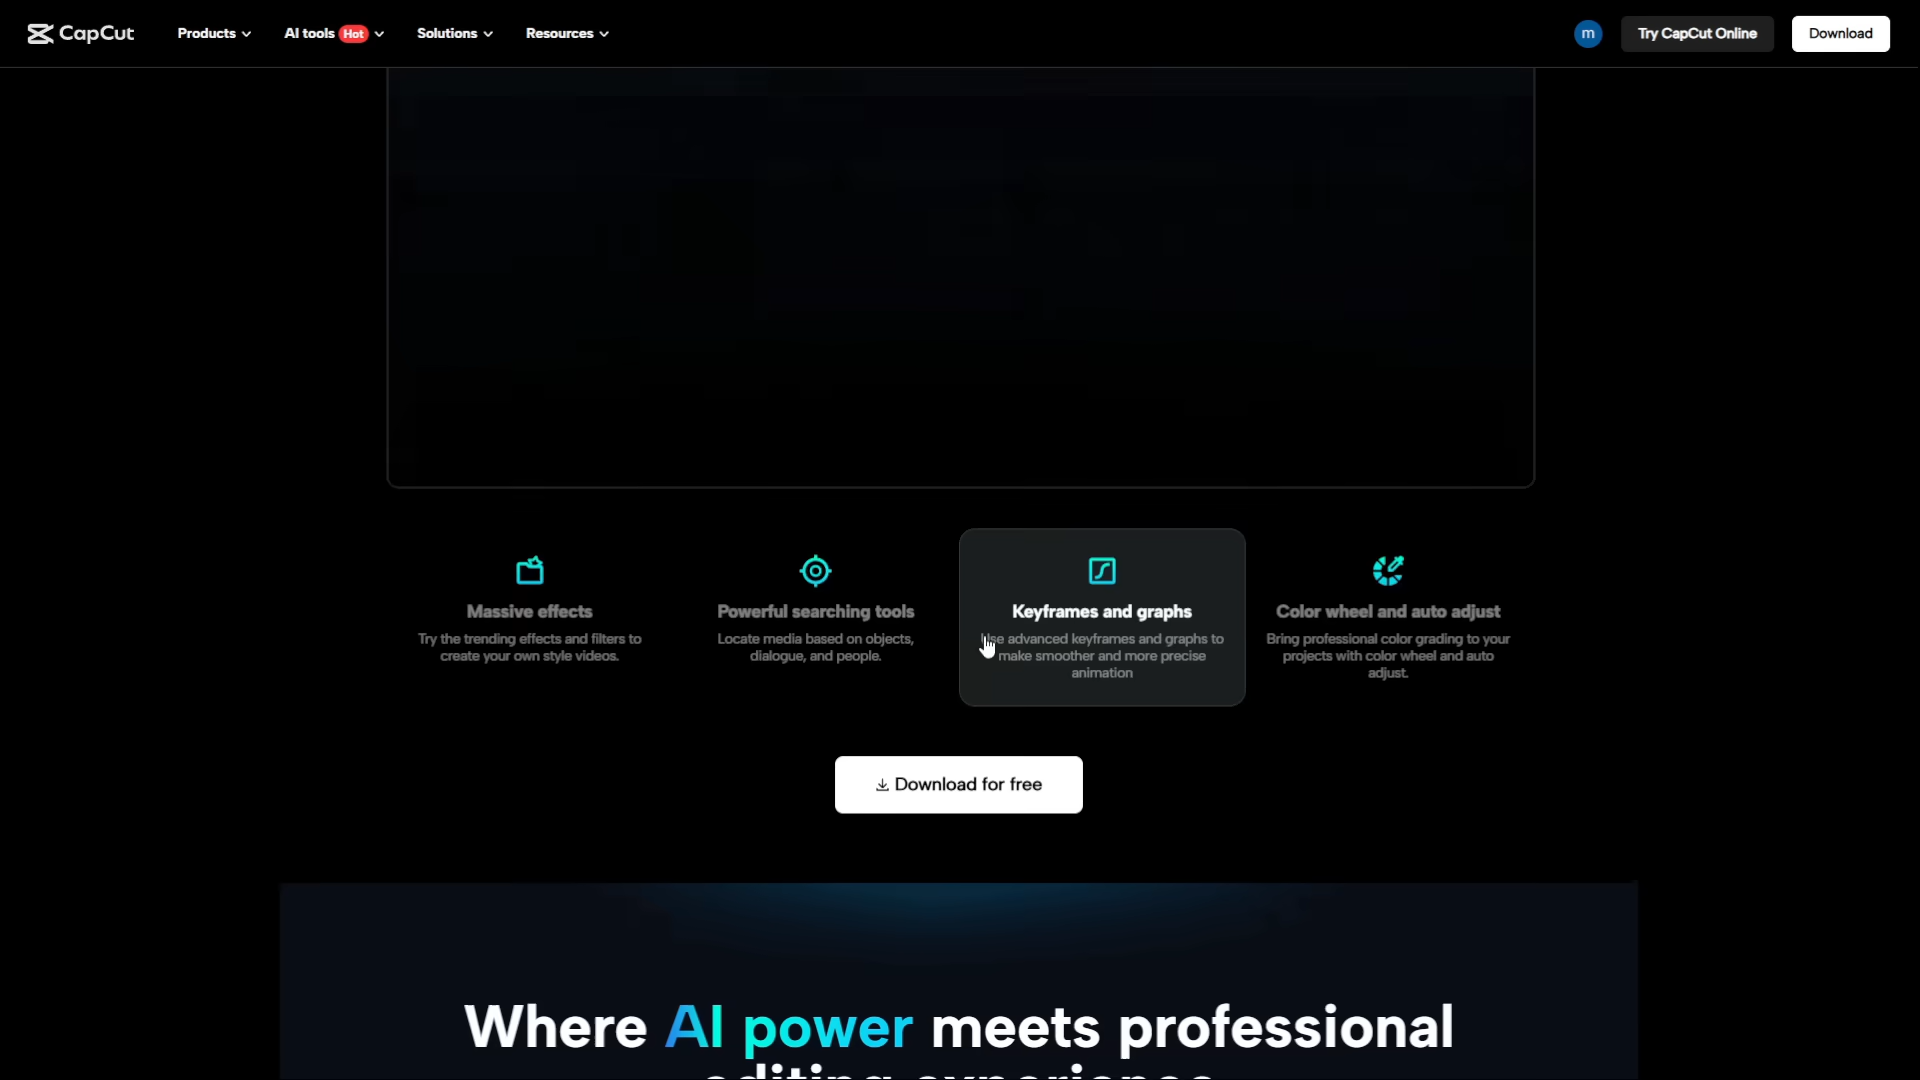 CapCut
Products
AI tools Hot
Solutions
Resources
m
Try CapCut Online
Download
Massive effects
Try the trending effects and filters to
create your own style videos.
Powerful searching tools
Locate media based on objects,
dialogue, and people.
Keyframes and graphs
Use advanced keyframes and graphs to
make smoother and more precise
animation
Color wheel and auto adjust
Bring professional color grading to your
projects with color wheel and auto
adjust.
Download for free
Where AI power meets professional
editing experience